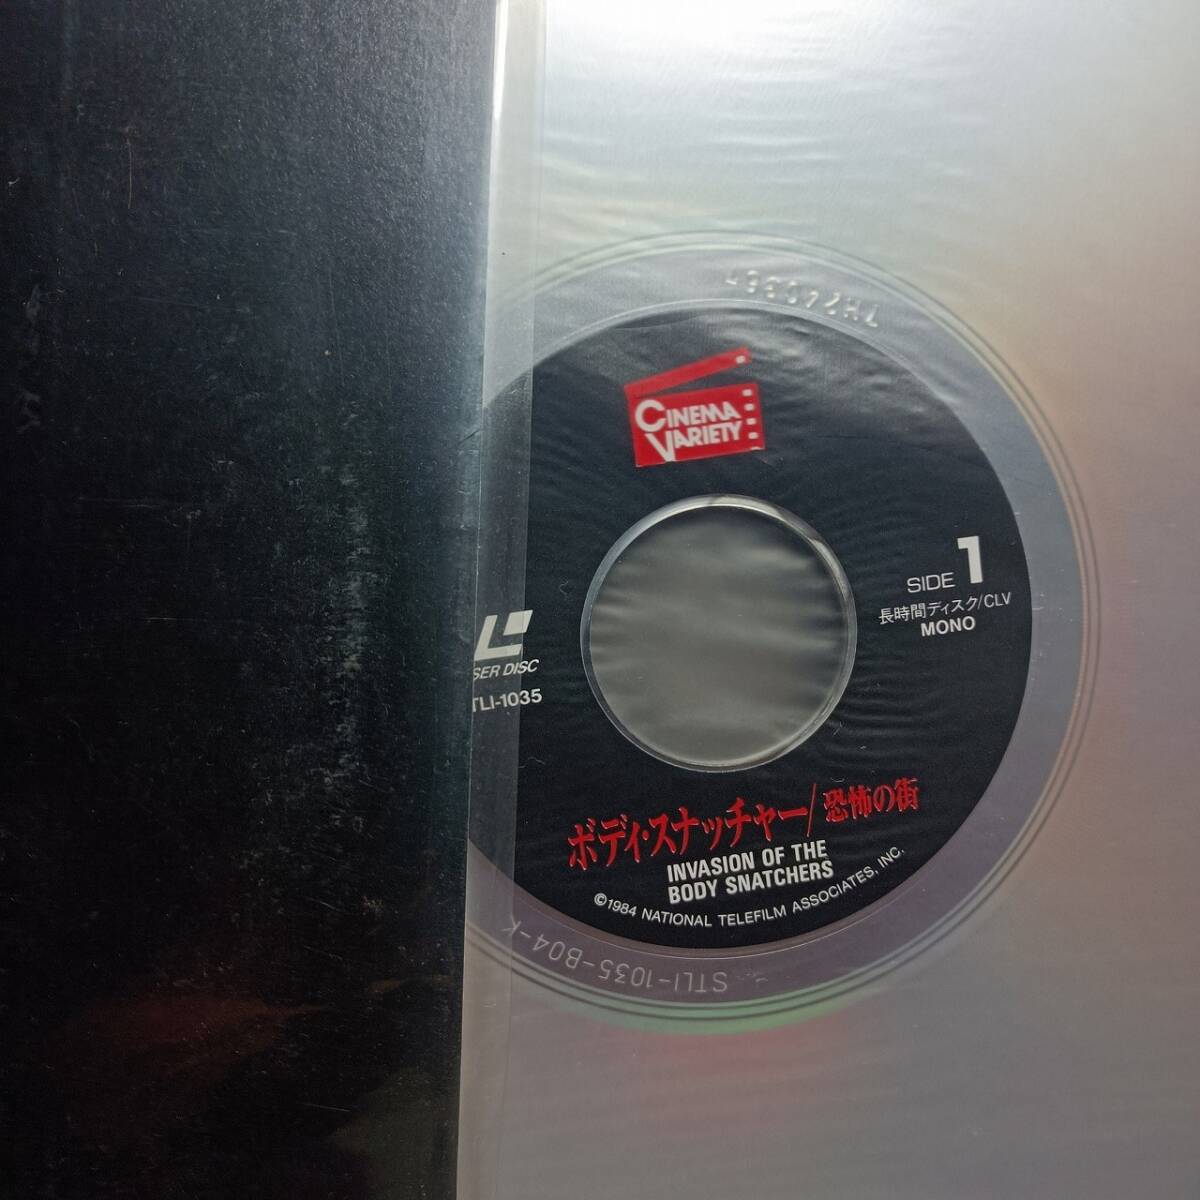 CINEMA
VARIETY
SIDE 1
長時間ディスク/CLV
MONO
SER DISC
TLI-1035
ボディ・スナッチャー/恐怖の街
INVASION OF THE
BODY SNATCHERS
©1984 NATIONAL TELEFILM ASSOCIATES, INC.
STLI-1035-B04-K